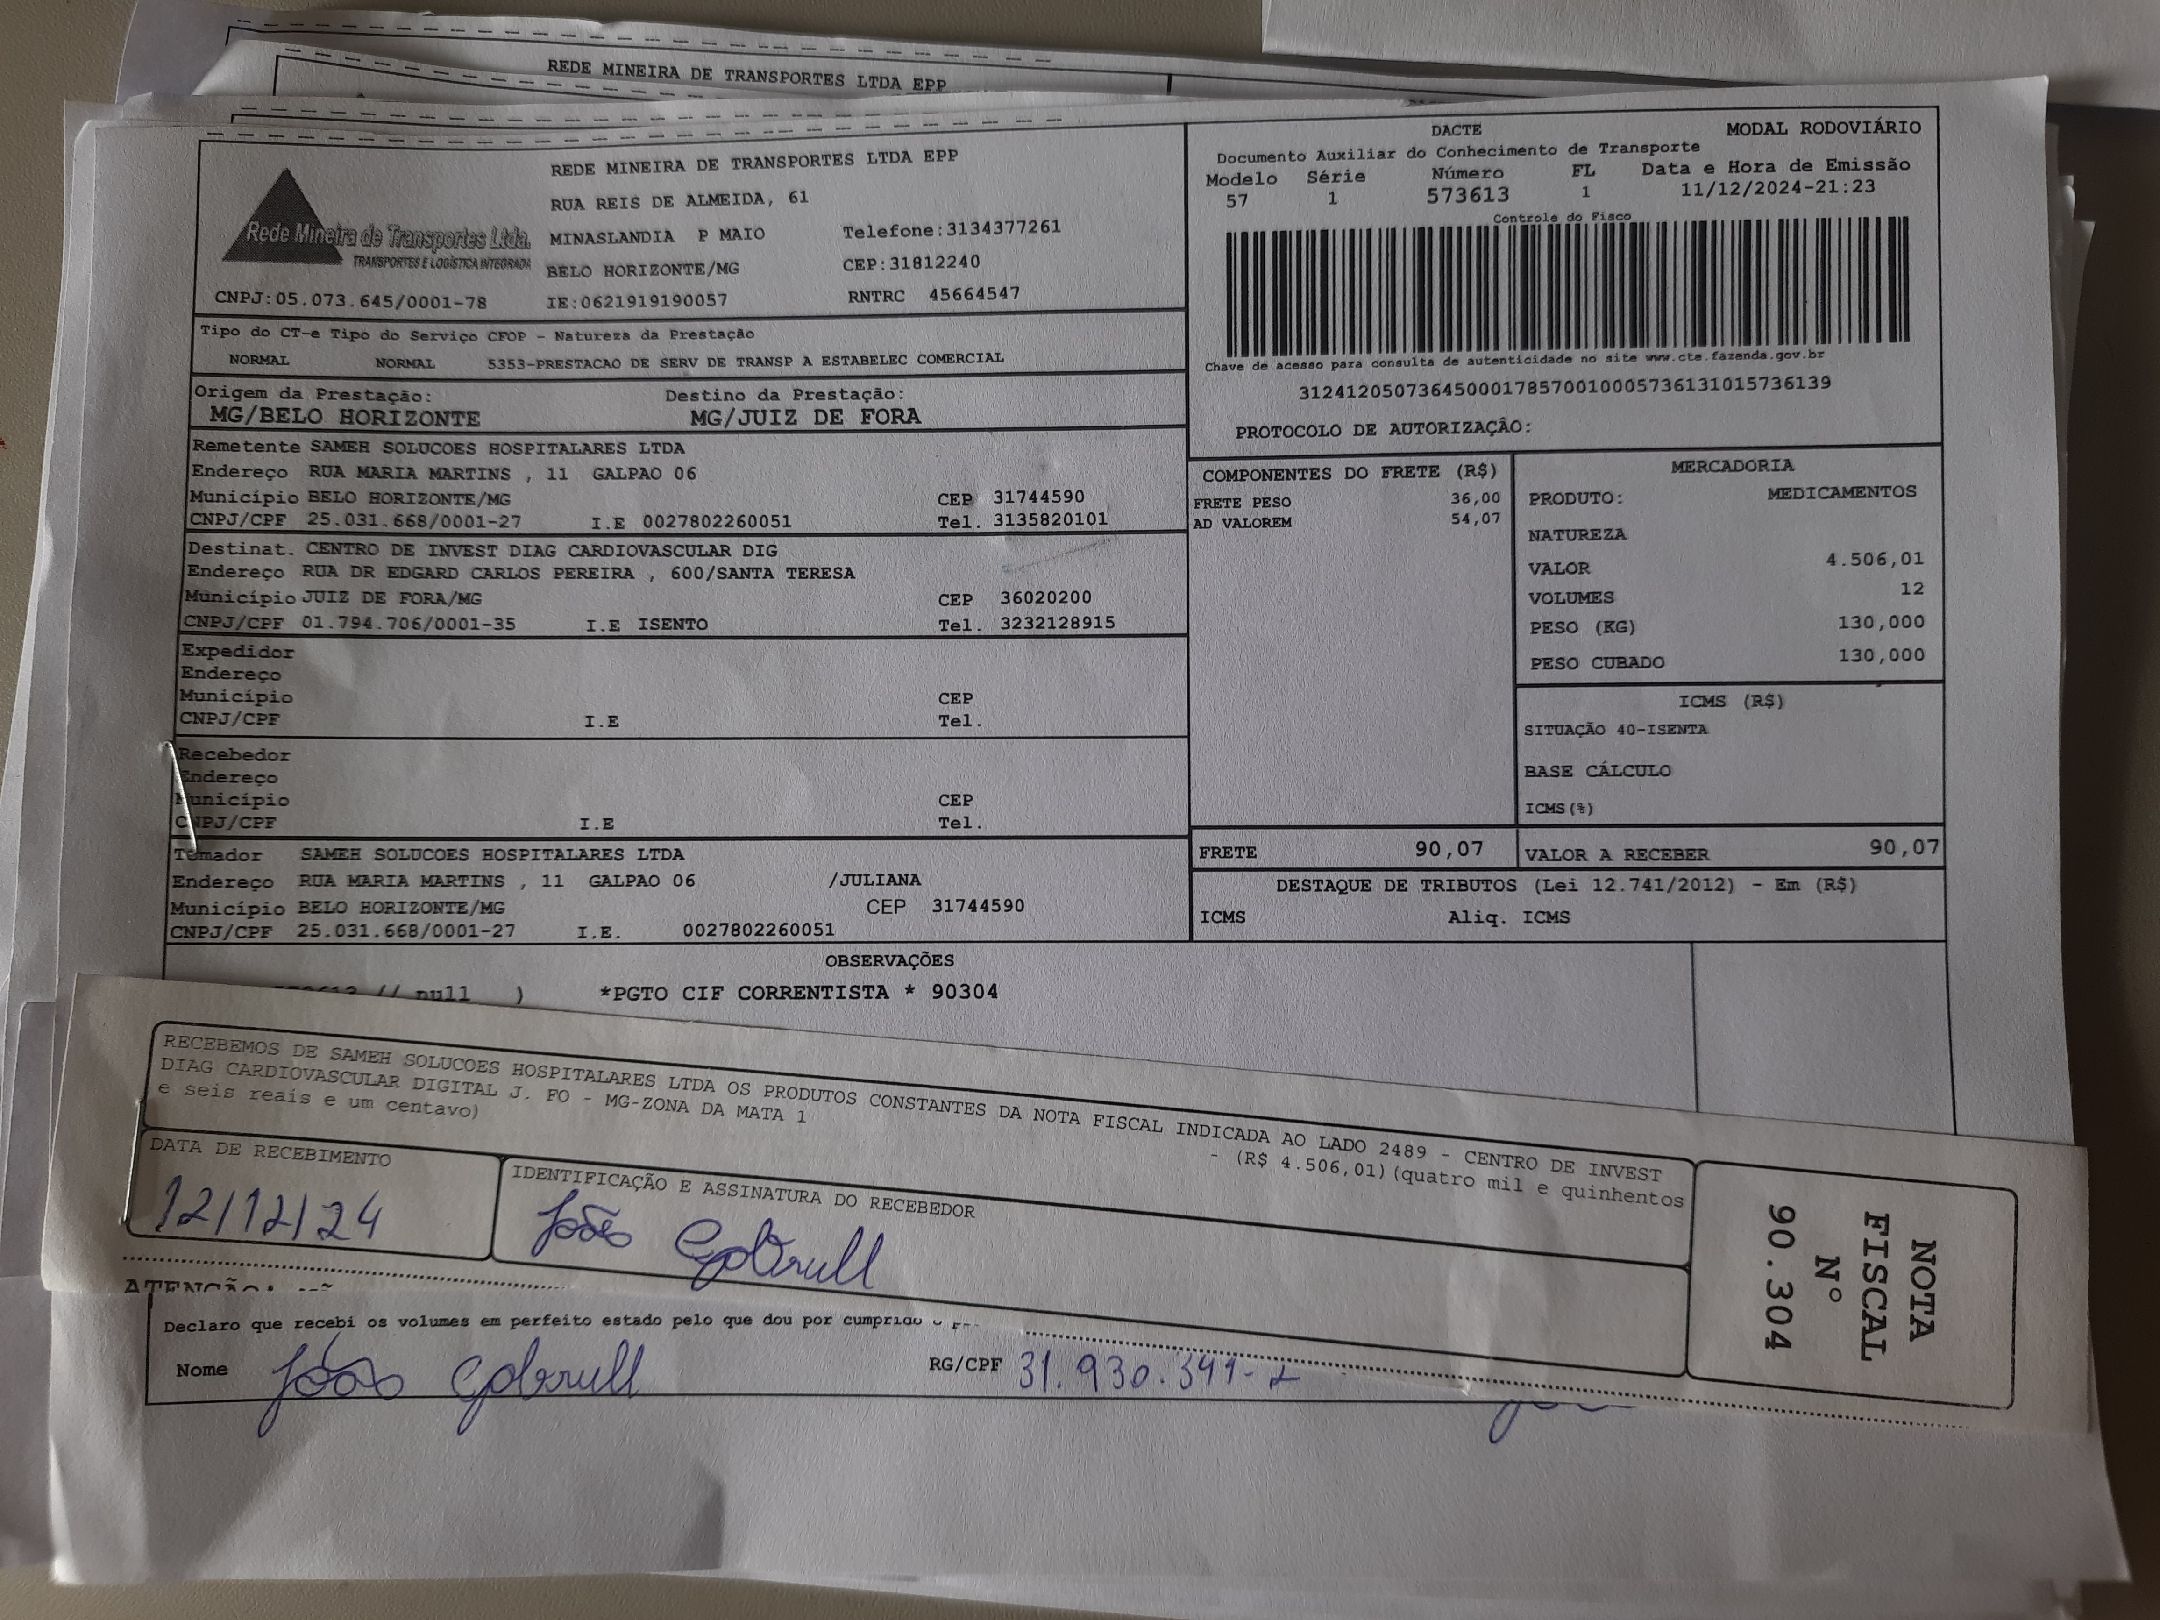 REDE MINEIRA DE TRANSPORTES LTDA EPP
REDE MINEIRA DE TRANSPORTES LTDA EPP
RUA REIS DE ALMEIDA, 61
MINASLANDIA P MAIO Telefone:3134377261
BELO HORIZONTE/MG CEP:31812240
Rede Mineira de Transportes Ltda.
TRANSPORTES E LOGÍSTICA INTEGRADA
CNPJ:05.073.645/0001-78 IE:0621919190057 RNTRC 45664547
DACTE MODAL RODOVIÁRIO
Documento Auxiliar do Conhecimento de Transporte
Modelo Série Número FL Data e Hora de Emissão
57 1 573613 1 11/12/2024-21:23
Controle do Fisco
Chave de acesso para consulta de autenticidade no site www.cte.fazenda.gov.br
31241205073645000178570010005736131015736139
PROTOCOLO DE AUTORIZAÇÃO:
Tipo do CT-e Tipo do Serviço CFOP - Natureza da Prestação
NORMAL NORMAL 5353-PRESTACAO DE SERV DE TRANSP A ESTABELEC COMERCIAL
Origem da Prestação: Destino da Prestação:
MG/BELO HORIZONTE MG/JUIZ DE FORA
Remetente SAMEH SOLUCOES HOSPITALARES LTDA
Endereço RUA MARIA MARTINS , 11 GALPAO 06
Município BELO HORIZONTE/MG CEP 31744590
CNPJ/CPF 25.031.668/0001-27 I.E 0027802260051 Tel. 3135820101
Destinat. CENTRO DE INVEST DIAG CARDIOVASCULAR DIG
Endereço RUA DR EDGARD CARLOS PEREIRA , 600/SANTA TERESA
Município JUIZ DE FORA/MG CEP 36020200
CNPJ/CPF 01.794.706/0001-35 I.E ISENTO Tel. 3232128915
Expedidor
Endereço
Município CEP
CNPJ/CPF I.E Tel.
Recebedor
Endereço
Município CEP
CNPJ/CPF I.E Tel.
Tomador SAMEH SOLUCOES HOSPITALARES LTDA
Endereço RUA MARIA MARTINS , 11 GALPAO 06 /JULIANA
Município BELO HORIZONTE/MG CEP 31744590
CNPJ/CPF 25.031.668/0001-27 I.E. 0027802260051
COMPONENTES DO FRETE (R$)
FRETE PESO 36,00
AD VALOREM 54,07
MERCADORIA
PRODUTO: MEDICAMENTOS
NATUREZA
VALOR 4.506,01
VOLUMES 12
PESO (KG) 130,000
PESO CUBADO 130,000
ICMS (R$)
SITUAÇÃO 40-ISENTA
BASE CÁLCULO
ICMS(%)
FRETE 90,07 VALOR A RECEBER 90,07
DESTAQUE DE TRIBUTOS (Lei 12.741/2012) - Em (R$)
ICMS Aliq. ICMS
OBSERVAÇÕES
// null ) *PGTO CIF CORRENTISTA * 90304
RECEBEMOS DE SAMEH SOLUCOES HOSPITALARES LTDA OS PRODUTOS CONSTANTES DA NOTA FISCAL INDICADA AO LADO 2489 - CENTRO DE INVEST
DIAG CARDIOVASCULAR DIGITAL J. FO - MG-ZONA DA MATA 1 - (R$ 4.506,01)(quatro mil e quinhentos
e seis reais e um centavo)
DATA DE RECEBIMENTO IDENTIFICAÇÃO E ASSINATURA DO RECEBEDOR
12/12/24 João
NOTA
FISCAL
Nº
90.304
ATENÇÃO:
Declaro que recebi os volumes em perfeito estado pelo que dou por cumprido o
Nome João RG/CPF